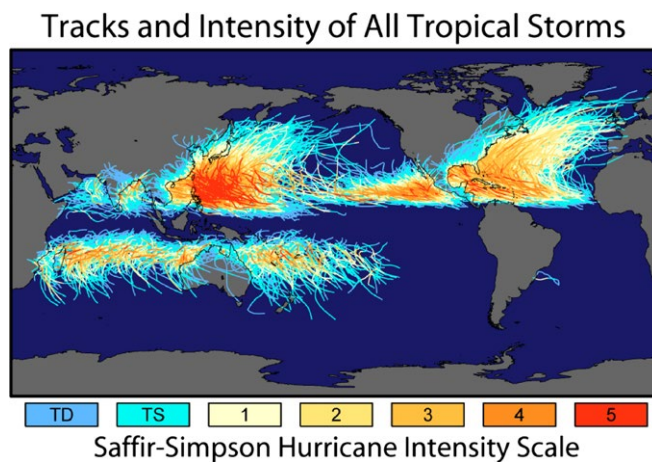 Tracks and Intensity of All Tropical Storms
TD TS 1 2 3 4 5
Saffir-Simpson Hurricane Intensity Scale